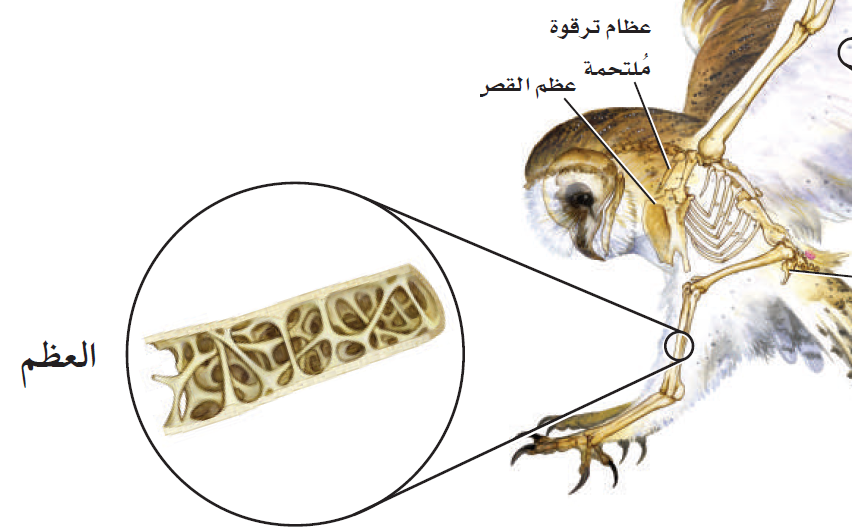 عظام ترقوة
مُلتحمة
عظم القص
العظم